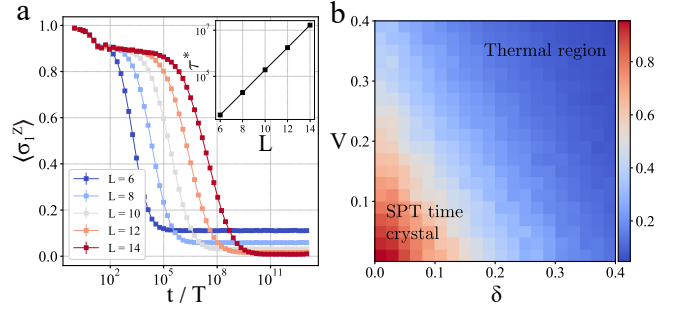 a
1.0
0.8
0.6
0.4
0.2
0.0
⟨σ₁ᶻ⟩
10²
10⁵
10⁸
10¹¹
t / T
L = 6
L = 8
L = 10
L = 12
L = 14
τ*
10⁷
10⁵
6
8
10
12
14
L
b
0.4
0.3
0.2
0.1
V
Thermal region
SPT time
crystal
0.0
0.1
0.2
0.3
0.4
δ
0.8
0.6
0.4
0.2